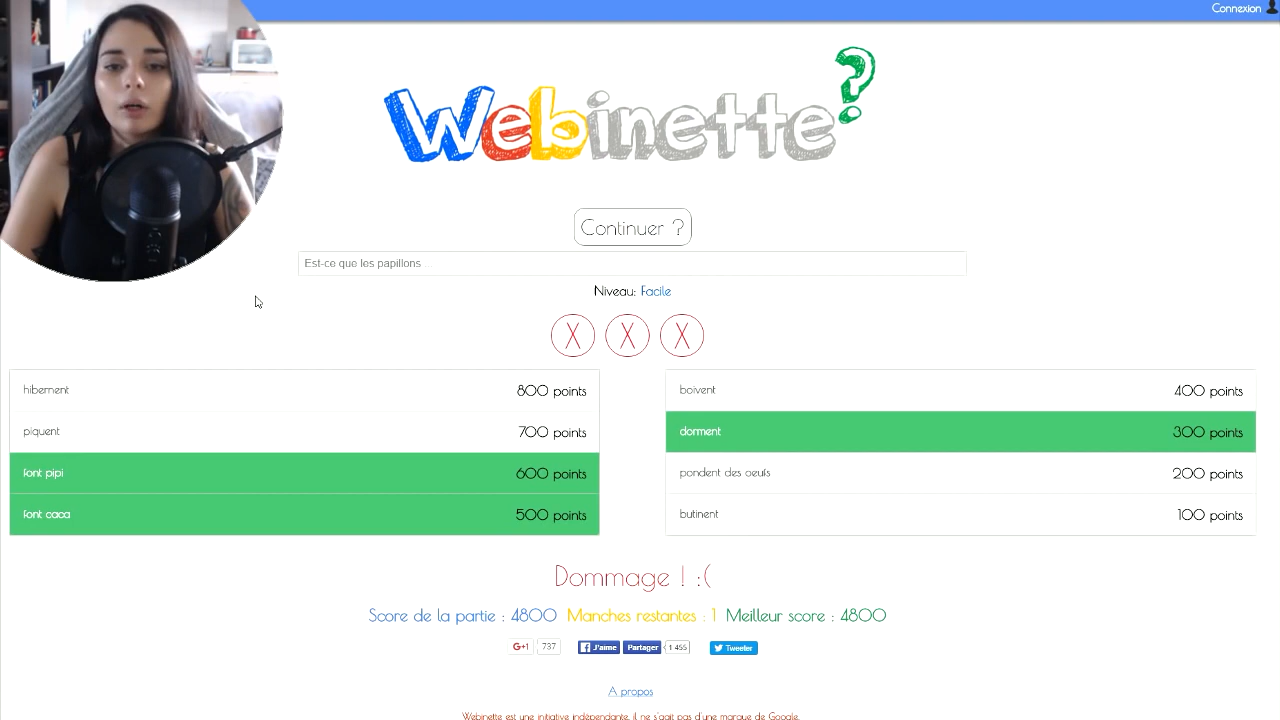 Connexion
Webinette?
Continuer ?
Est-ce que les papillons ...
Niveau: Facile
X X X
hibernent 800 points
piquent 700 points
font pipi 600 points
font caca 500 points
boivent 400 points
dorment 300 points
pondent des oeufs 200 points
butinent 100 points
Dommage ! :(
Score de la partie : 4800 Manches restantes : 1 Meilleur score : 4800
G+1 737 J'aime Partager 1 455 Tweeter
A propos
Webinette est une initiative indépendante, il ne s'agit pas d'une marque de Google.